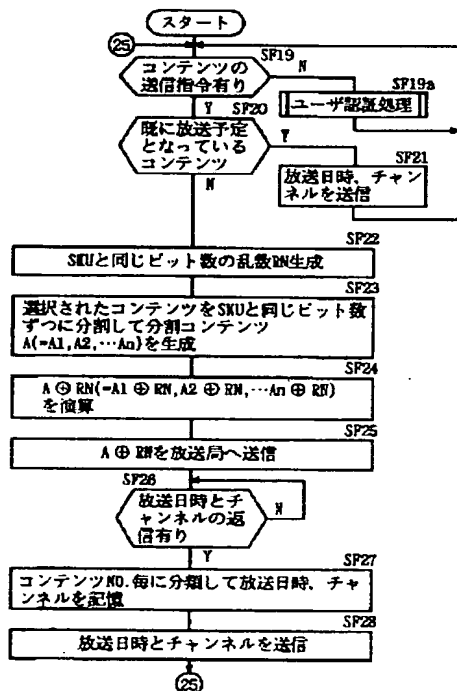 スタート
25
SF19
コンテンツの
送信指令有り
N
SF19a
ユーザ認証処理
Y
SF20
既に放送予定
となっている
コンテンツ
Y
SF21
放送日時、チャ
ンネルを送信
N
SF22
SKUと同じビット数の乱数RN生成
SF23
選択されたコンテンツをSKUと同じビット数
ずつに分割して分割コンテンツ
A(=A1,A2,…An)を生成
SF24
A⊕RN(=A1⊕RN,A2⊕RN,…An⊕RN)
を演算
SF25
A⊕RNを放送局へ送信
SF26
放送日時とチ
ャンネルの返
信有り
N
Y
SF27
コンテンツNO.毎に分類して放送日時、チャ
ンネルを記憶
SF28
放送日時とチャンネルを送信
25